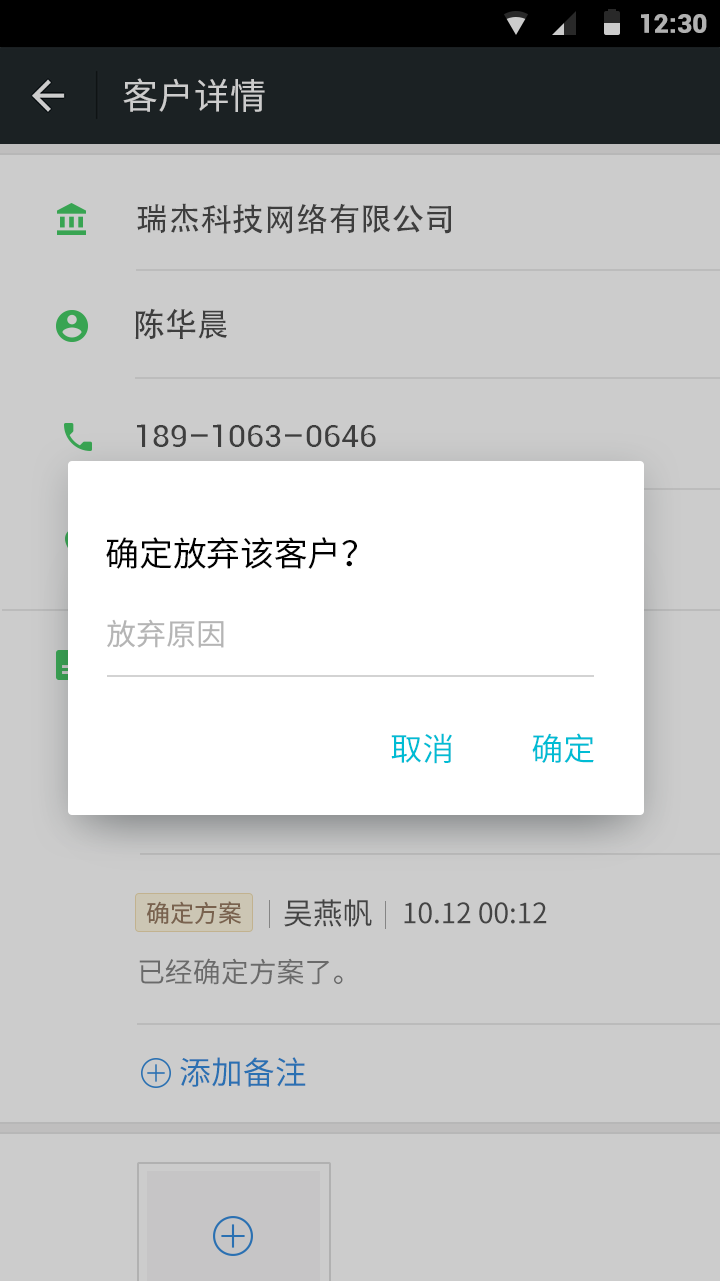 12:30
客户详情
瑞杰科技网络有限公司
陈华晨
189-1063-0646
确定放弃该客户？
放弃原因
取消 确定
确定方案 吴燕帆 10.12 00:12
已经确定方案了。
添加备注